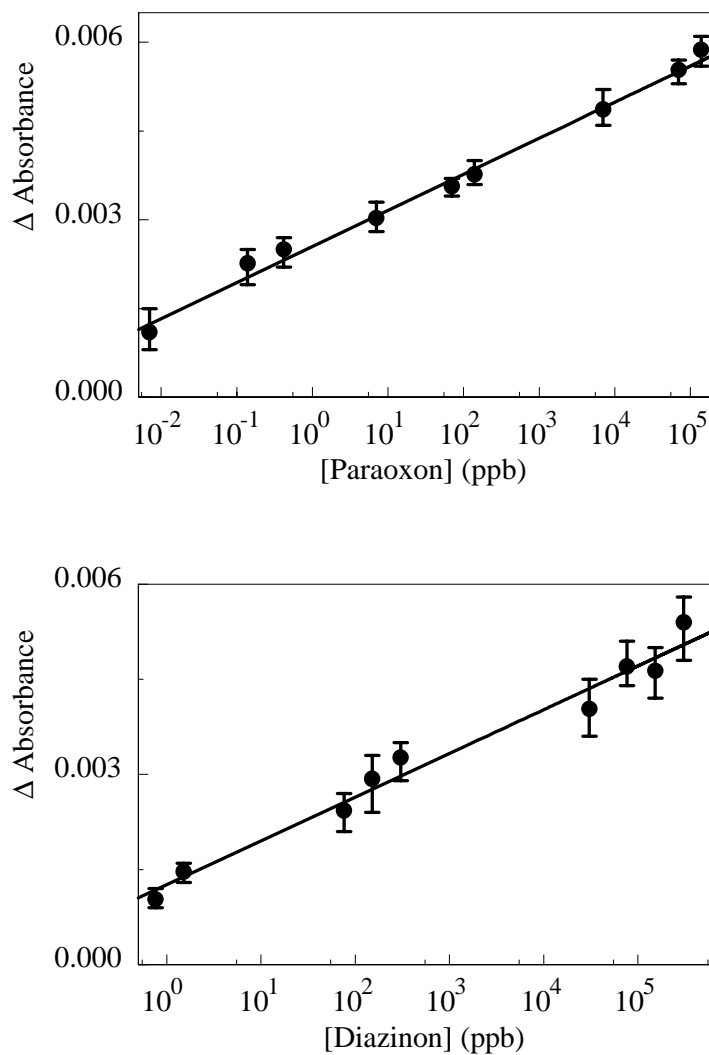 0.006
0.003
0.000
Δ Absorbance
10⁻² 10⁻¹ 10⁰ 10¹ 10² 10³ 10⁴ 10⁵
[Paraoxon] (ppb)
0.006
0.003
0.000
Δ Absorbance
10⁰ 10¹ 10² 10³ 10⁴ 10⁵
[Diazinon] (ppb)